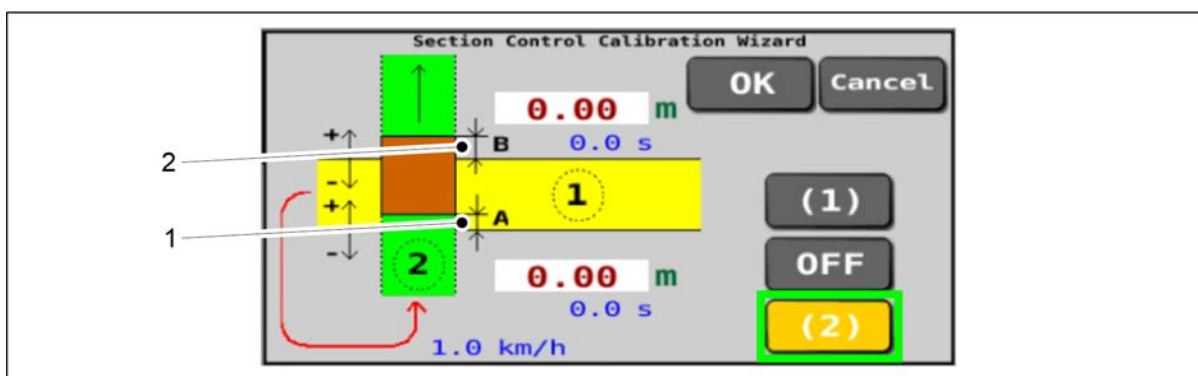 Section Control Calibration Wizard
OK Cancel
0.00 m
+ B 0.0 s
2
- 1 (1)
+ A
1
- 2 OFF
0.00 m
0.0 s (2)
1.0 km/h